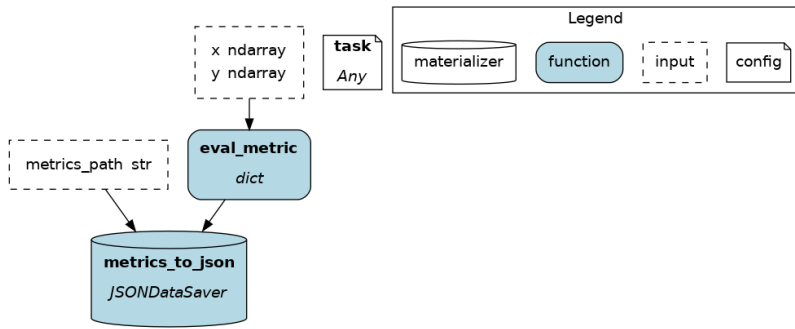 Legend
x ndarray
y ndarray
task
Any
materializer
function
input
config
eval_metric
dict
metrics_path str
metrics_to_json
JSONDataSaver